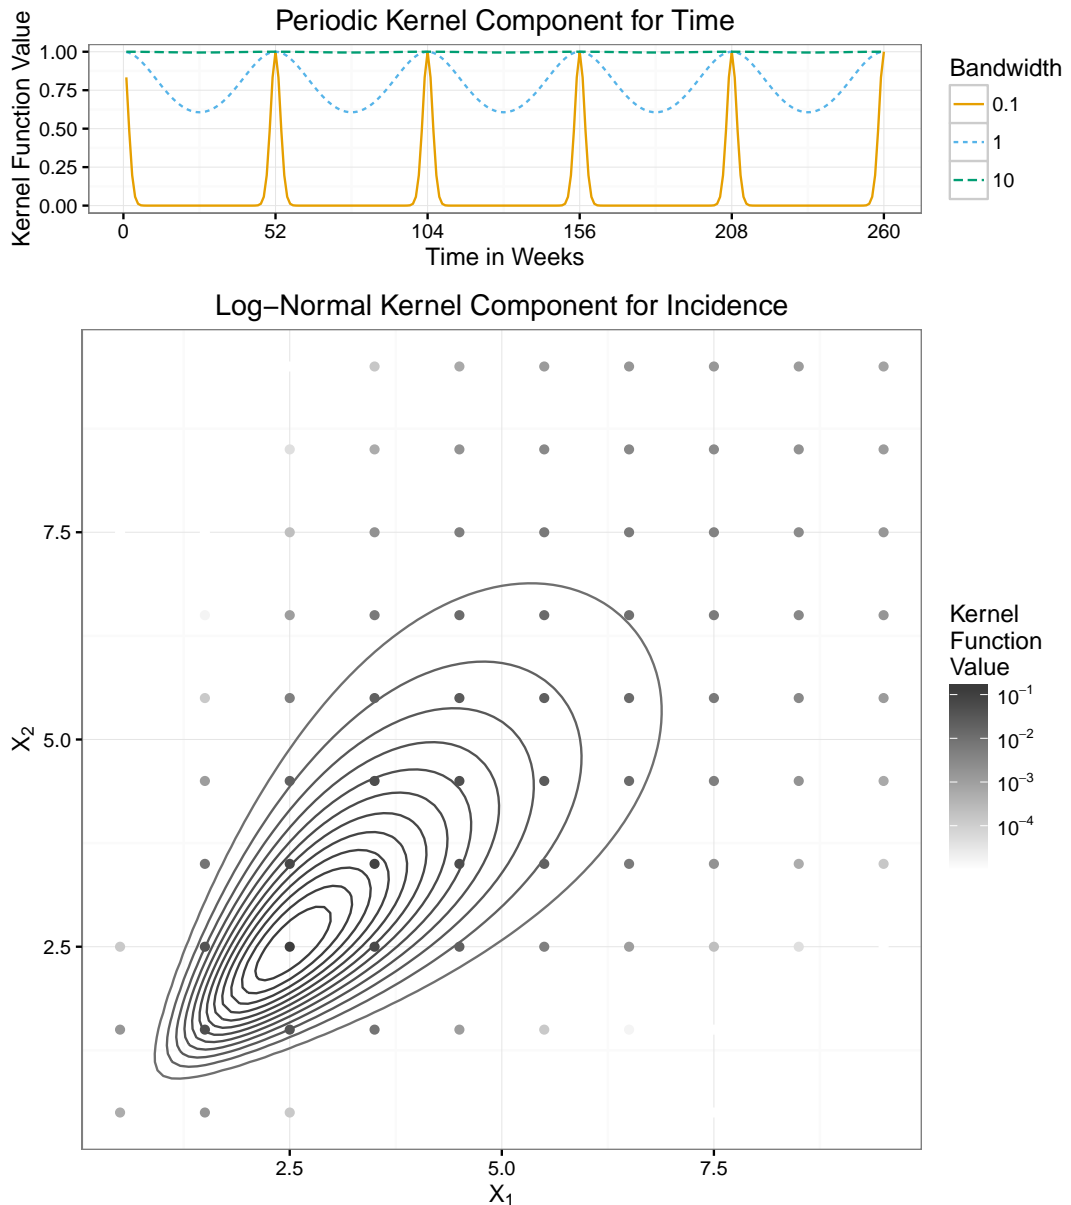 Periodic Kernel Component for Time
Kernel Function Value
1.00
0.75
0.50
0.25
0.00
0 52 104 156 208 260
Time in Weeks
Bandwidth
0.1
1
10
Log−Normal Kernel Component for Incidence
X₂
7.5
5.0
2.5
2.5 5.0 7.5
X₁
Kernel
Function
Value
10⁻¹
10⁻²
10⁻³
10⁻⁴